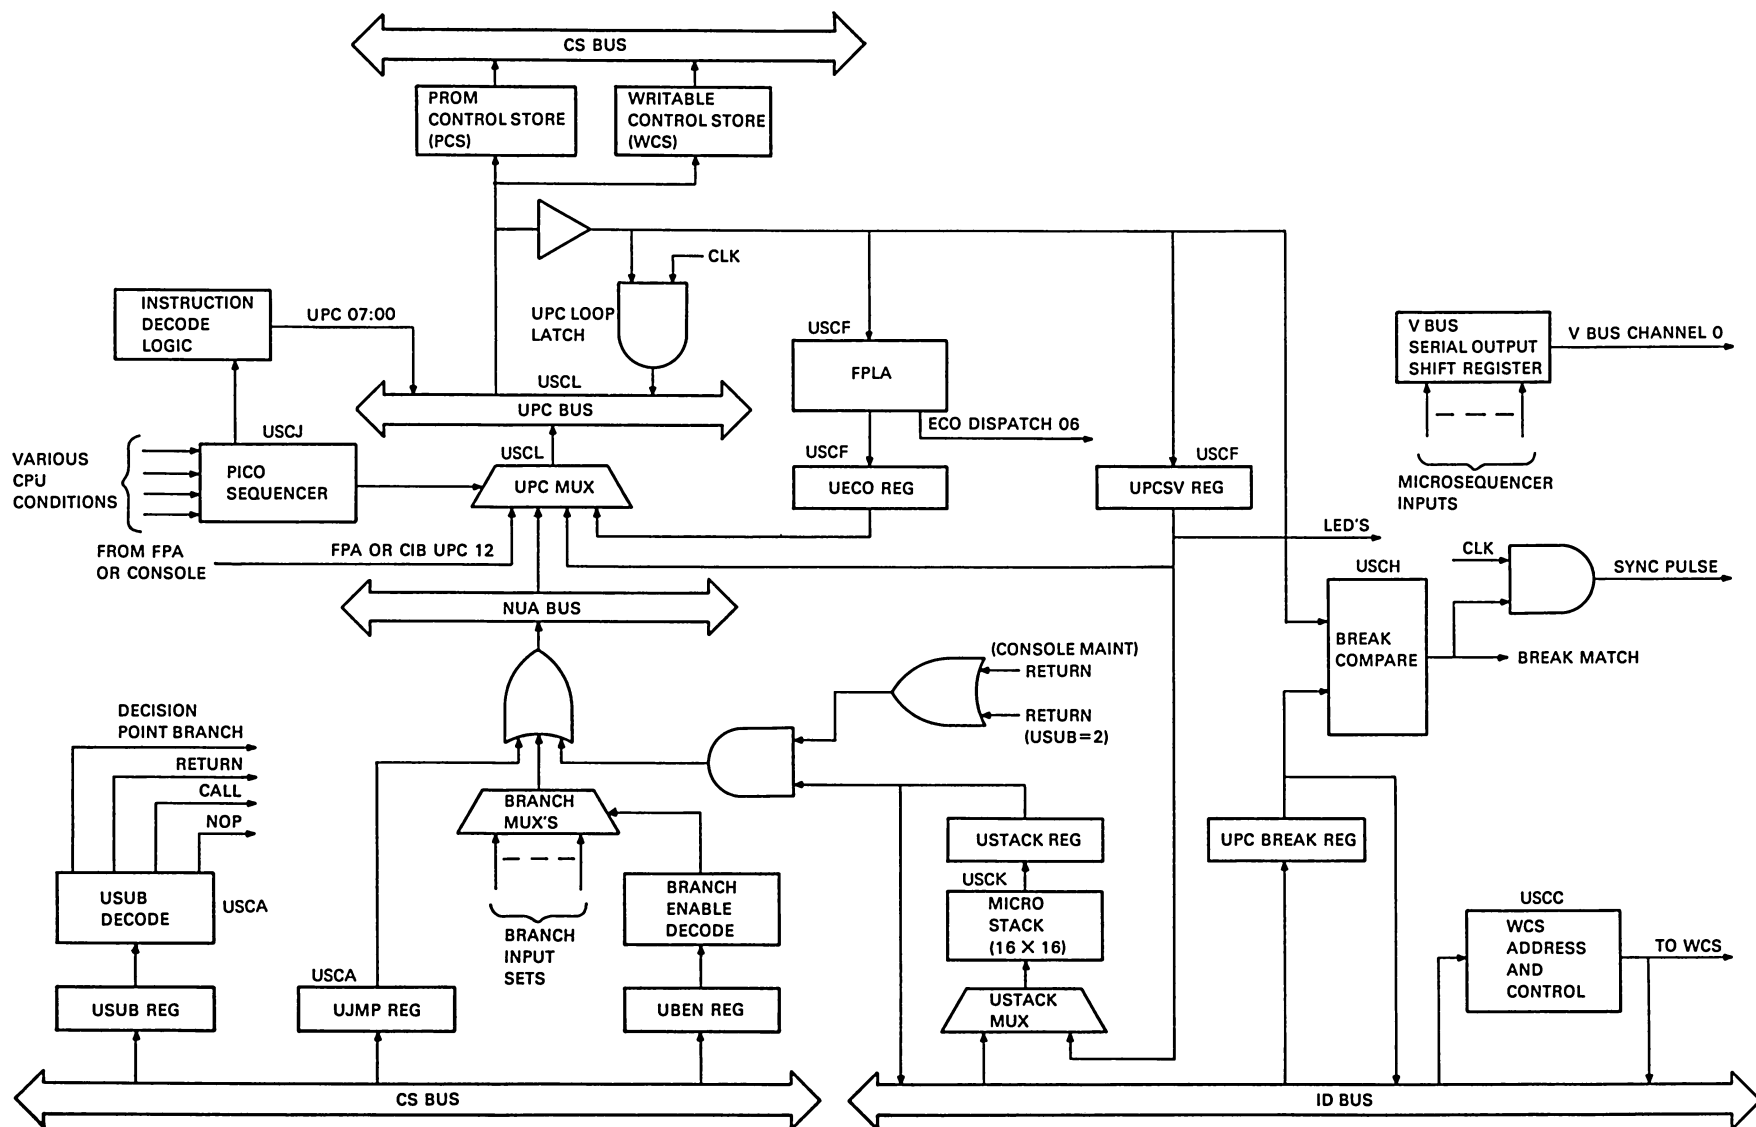 CS BUS
PROM
CONTROL STORE
(PCS)
WRITABLE
CONTROL STORE
(WCS)
CLK
UPC LOOP
LATCH
INSTRUCTION
DECODE
LOGIC
UPC 07:00
USCL
UPC BUS
USCF
FPLA
ECO DISPATCH 06
V BUS
SERIAL OUTPUT
SHIFT REGISTER
V BUS CHANNEL 0
MICROSEQUENCER
INPUTS
VARIOUS
CPU
CONDITIONS
USCJ
PICO
SEQUENCER
USCL
UPC MUX
USCF
UECO REG
USCF
UPCSV REG
LED'S
FROM FPA
OR CONSOLE
FPA OR CIB UPC 12
NUA BUS
CLK
SYNC PULSE
USCH
BREAK
COMPARE
BREAK MATCH
(CONSOLE MAINT)
RETURN
RETURN
(USUB=2)
DECISION
POINT BRANCH
RETURN
CALL
NOP
USUB
DECODE
USCA
USUB REG
USCA
UJMP REG
BRANCH
MUX'S
BRANCH
INPUT
SETS
BRANCH
ENABLE
DECODE
UBEN REG
USTACK REG
USCK
MICRO
STACK
(16 X 16)
USTACK
MUX
UPC BREAK REG
USCC
WCS
ADDRESS
AND
CONTROL
TO WCS
CS BUS
ID BUS